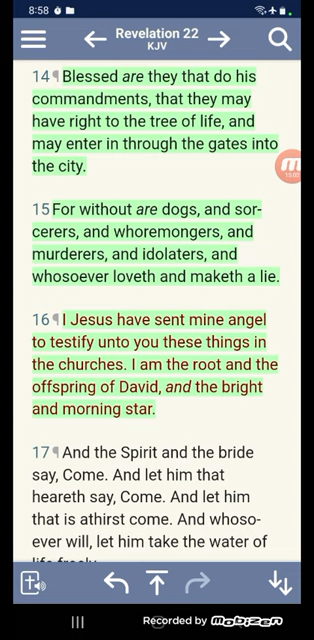 8:58
Revelation 22
KJV
14 ¶ Blessed are they that do his
commandments, that they may
have right to the tree of life, and
may enter in through the gates into
the city.
15 For without are dogs, and sor-
cerers, and whoremongers, and
murderers, and idolaters, and
whosoever loveth and maketh a lie.
16 ¶ I Jesus have sent mine angel
to testify unto you these things in
the churches. I am the root and the
offspring of David, and the bright
and morning star.
17 ¶ And the Spirit and the bride
say, Come. And let him that
heareth say, Come. And let him
that is athirst come. And whoso-
ever will, let him take the water of
life freely.
Recorded by mobizen